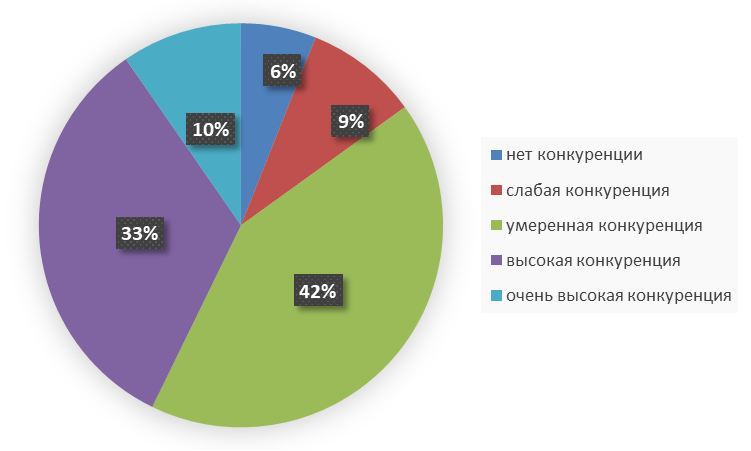 6%
9%
10%
33%
42%
нет конкуренции
слабая конкуренция
умеренная конкуренция
высокая конкуренция
очень высокая конкуренция